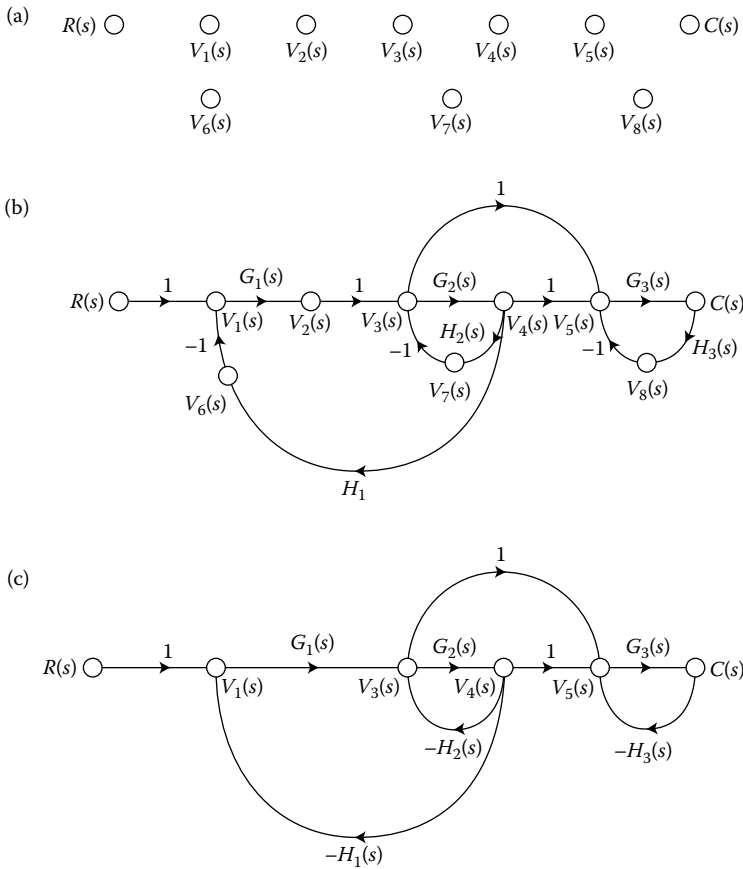 (a)
R(s) V₁(s) V₂(s) V₃(s) V₄(s) V₅(s) C(s)
V₆(s) V₇(s) V₈(s)
(b)
1
R(s) 1 G₁(s) 1 G₂(s) 1 G₃(s) C(s)
V₁(s) V₂(s) V₃(s) V₄(s) V₅(s)
−1 −1 H₂(s) −1 H₃(s)
V₆(s) V₇(s) V₈(s)
H₁
(c)
1
R(s) 1 G₁(s) G₂(s) 1 G₃(s) C(s)
V₁(s) V₃(s) V₄(s) V₅(s)
−H₂(s) −H₃(s)
−H₁(s)